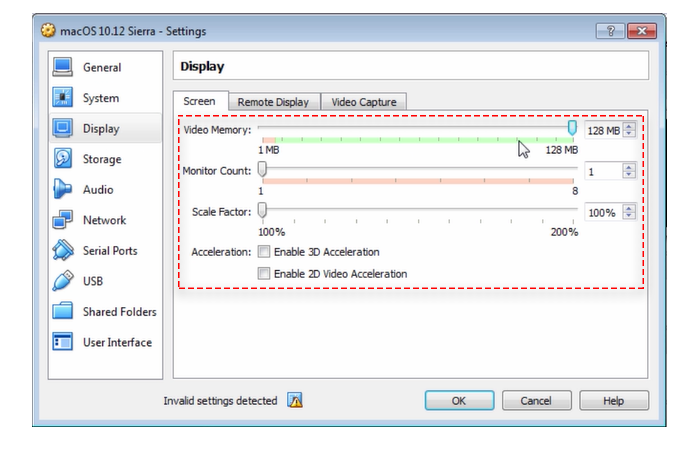 macOS 10.12 Sierra - Settings
General
System
Display
Storage
Audio
Network
Serial Ports
USB
Shared Folders
User Interface
Display
Screen Remote Display Video Capture
Video Memory: 128 MB
1 MB 128 MB
Monitor Count: 1
1 8
Scale Factor: 100%
100% 200%
Acceleration: Enable 3D Acceleration
Enable 2D Video Acceleration
Invalid settings detected OK Cancel Help